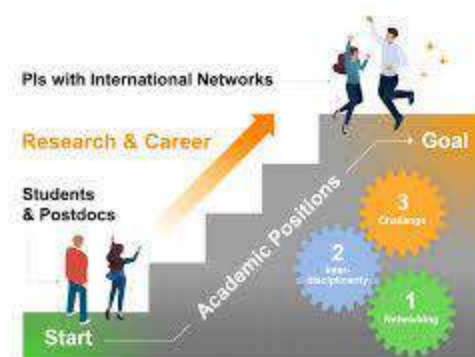 PIs with International Networks
Research & Career
Goal
Students
& Postdocs
Academic Positions
3
Challenge
2
Inter-
disciplinarity
1
Networking
Start